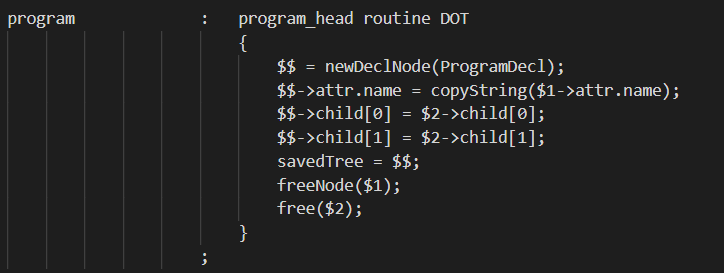 program : program_head routine DOT
{
$$ = newDeclNode(ProgramDecl);
$$->attr.name = copyString($1->attr.name);
$$->child[0] = $2->child[0];
$$->child[1] = $2->child[1];
savedTree = $$;
freeNode($1);
free($2);
}
;